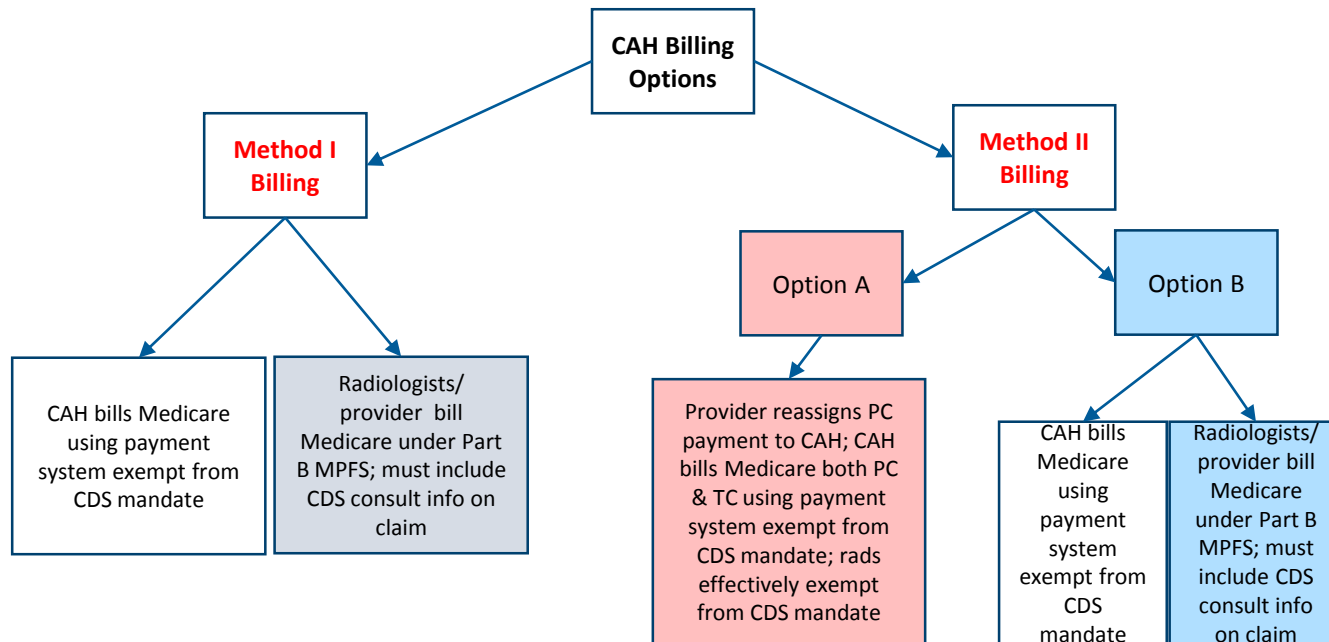 CAH Billing
Options
Method I
Billing
Method II
Billing
Option A
Option B
CAH bills Medicare
using payment
system exempt from
CDS mandate
Radiologists/
provider bill
Medicare under Part
B MPFS; must include
CDS consult info on
claim
Provider reassigns PC
payment to CAH; CAH
bills Medicare both PC
& TC using payment
system exempt from
CDS mandate; rads
effectively exempt
from CDS mandate
CAH bills
Medicare
using
payment
system
exempt from
CDS
mandate
Radiologists/
provider bill
Medicare
under Part B
MPFS; must
include CDS
consult info
on claim